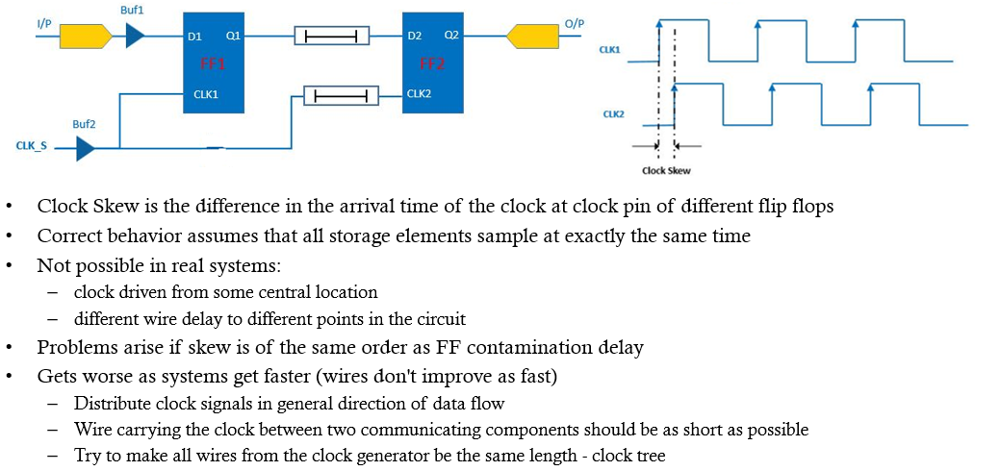 Buf1
I/P
O/P
D1 Q1
D2 Q2
FF1
FF2
CLK1
CLK2
Buf2
CLK_S
CLK1
CLK2
Clock Skew
• Clock Skew is the difference in the arrival time of the clock at clock pin of different flip flops
• Correct behavior assumes that all storage elements sample at exactly the same time
• Not possible in real systems:
– clock driven from some central location
– different wire delay to different points in the circuit
• Problems arise if skew is of the same order as FF contamination delay
• Gets worse as systems get faster (wires don't improve as fast)
– Distribute clock signals in general direction of data flow
– Wire carrying the clock between two communicating components should be as short as possible
– Try to make all wires from the clock generator be the same length - clock tree